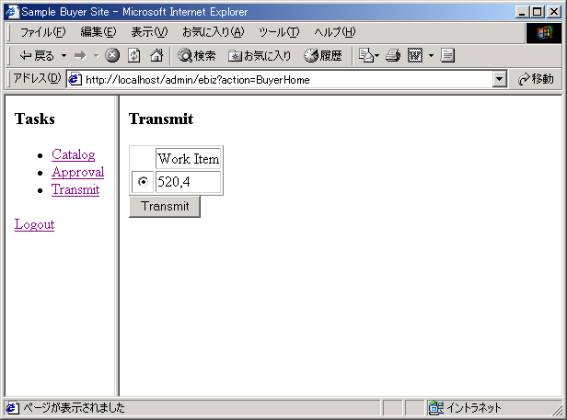 Sample Buyer Site - Microsoft Internet Explorer
ファイル(F) 編集(E) 表示(V) お気に入り(A) ツール(T) ヘルプ(H)
戻る 検索 お気に入り 履歴
アドレス(D) http://localhost/admin/ebiz?action=BuyerHome 移動
Tasks
Catalog
Approval
Transmit
Logout
Transmit
Work Item
520,4
Transmit
ページが表示されました イントラネット